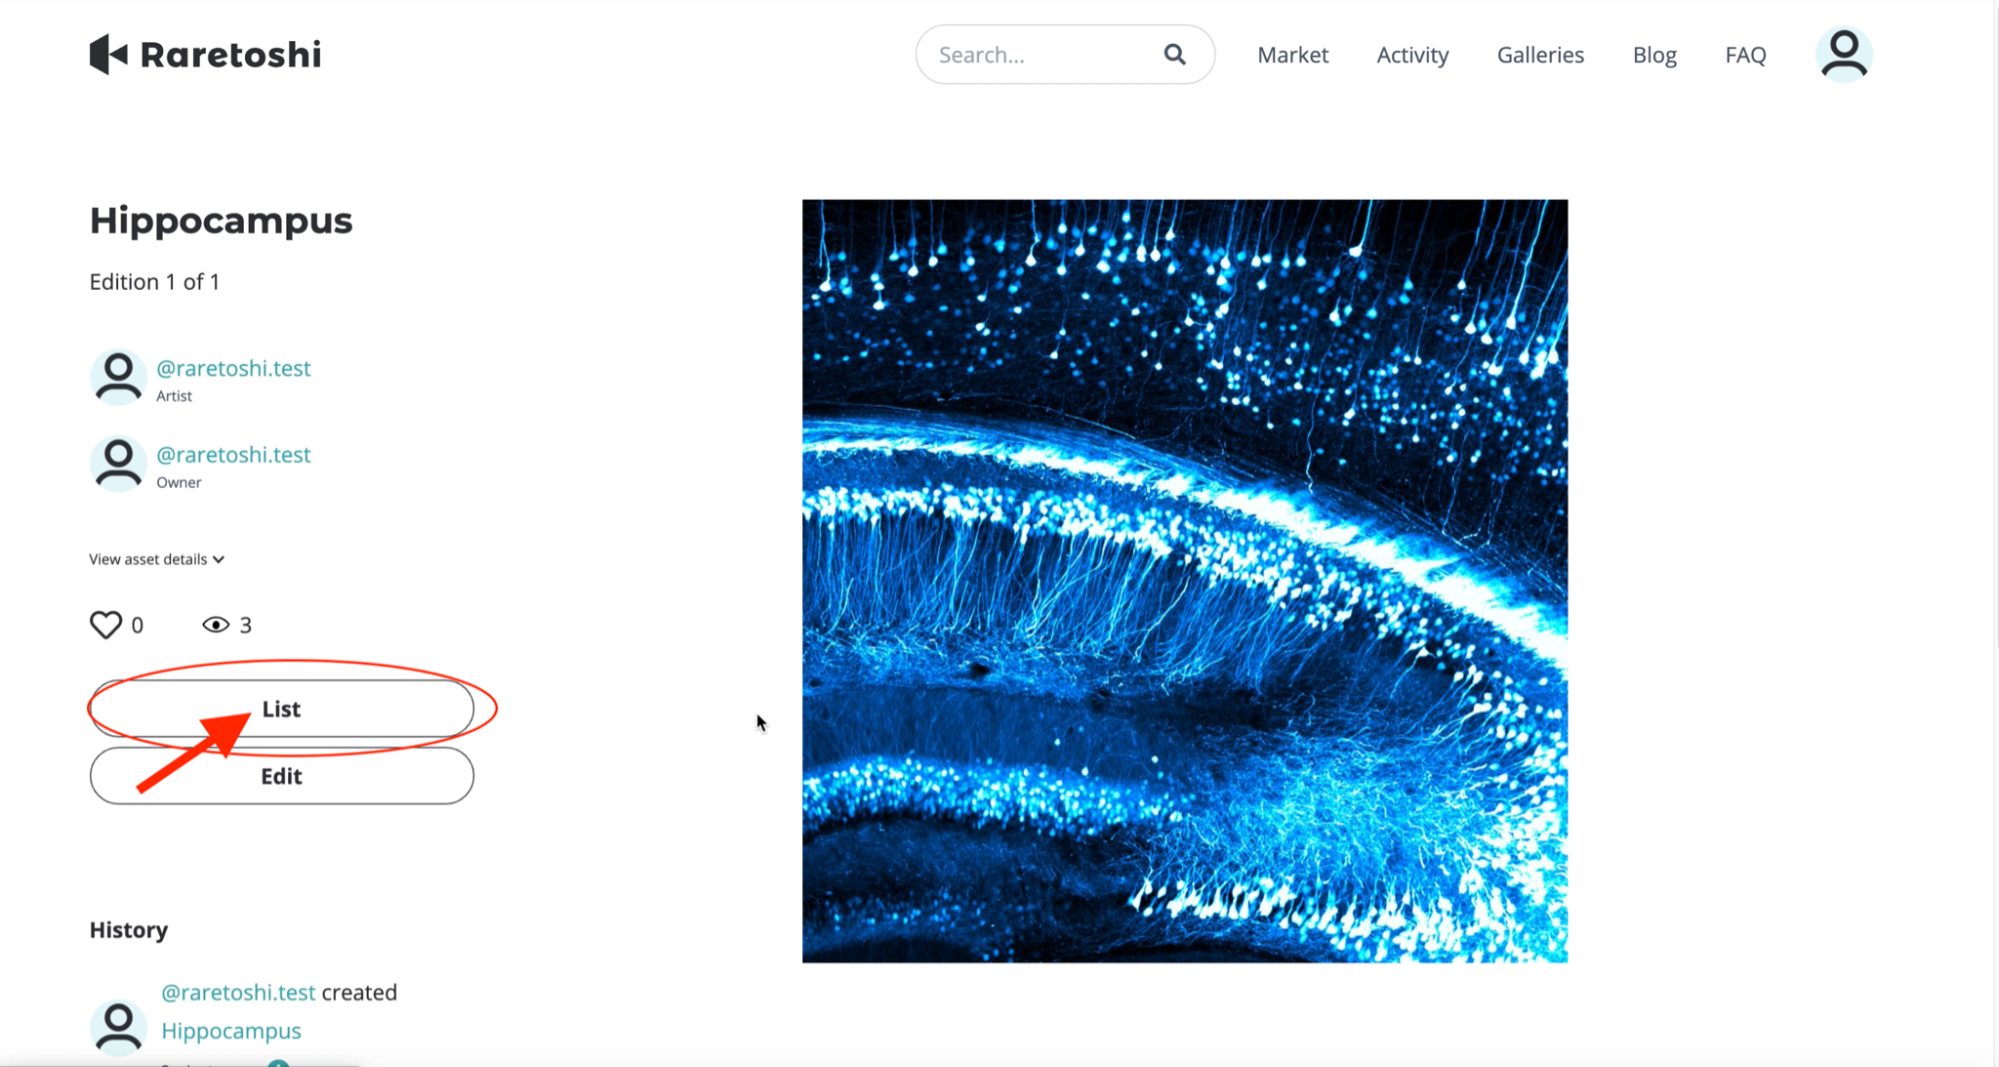 Raretoshi
Search...
Market
Activity
Galleries
Blog
FAQ
Hippocampus
Edition 1 of 1
@raretoshi.test
Artist
@raretoshi.test
Owner
View asset details
0
3
List
Edit
History
@raretoshi.test created
Hippocampus